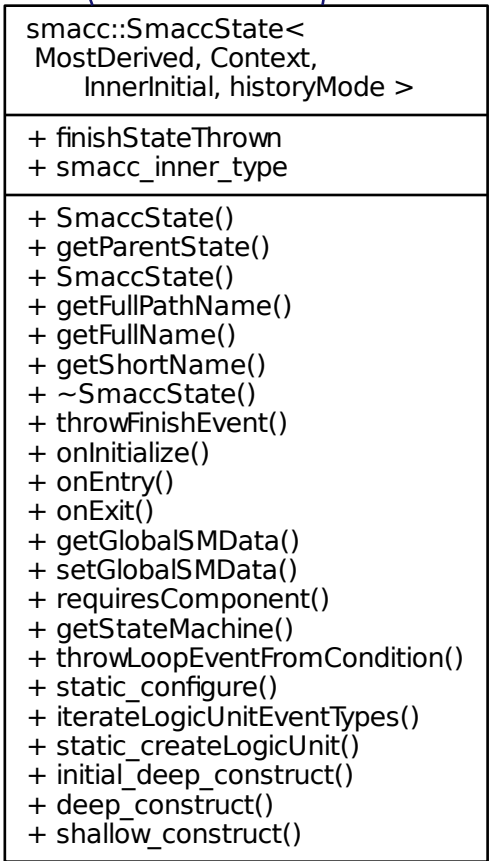 smacc::SmaccState<
MostDerived, Context,
InnerInitial, historyMode >
+ finishStateThrown
+ smacc_inner_type
+ SmaccState()
+ getParentState()
+ SmaccState()
+ getFullPathName()
+ getFullName()
+ getShortName()
+ ~SmaccState()
+ throwFinishEvent()
+ onInitialize()
+ onEntry()
+ onExit()
+ getGlobalSMData()
+ setGlobalSMData()
+ requiresComponent()
+ getStateMachine()
+ throwLoopEventFromCondition()
+ static_configure()
+ iterateLogicUnitEventTypes()
+ static_createLogicUnit()
+ initial_deep_construct()
+ deep_construct()
+ shallow_construct()